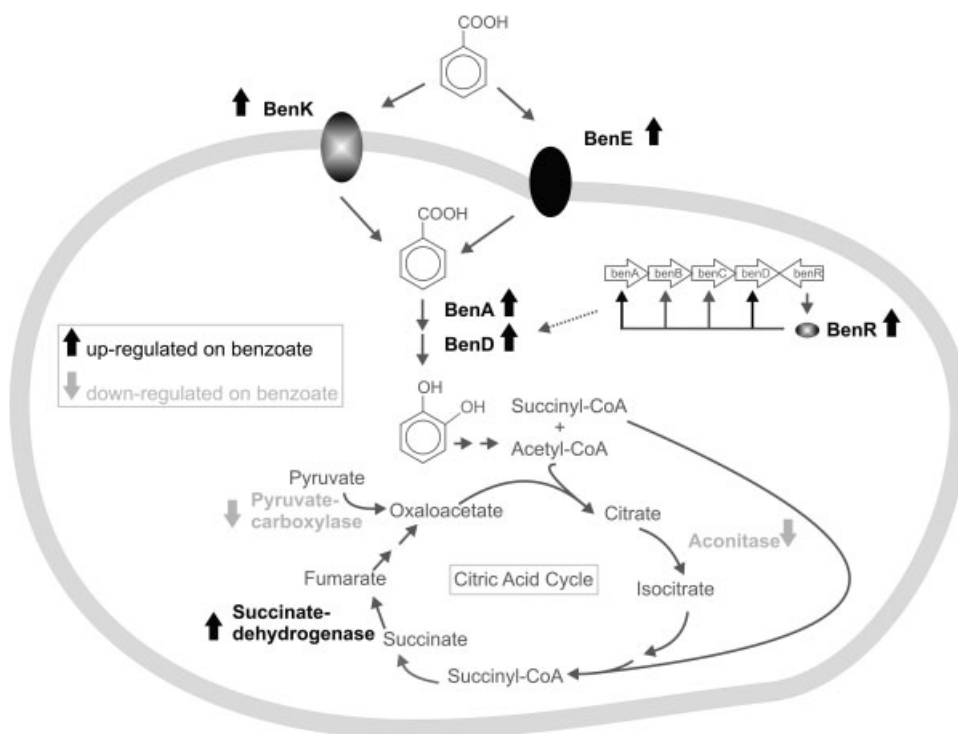 COOH
BenK
BenE
COOH
benA benB benC benD benR
BenA
BenD
BenR
up-regulated on benzoate
down-regulated on benzoate
OH
OH
Succinyl-CoA
+
Acetyl-CoA
Pyruvate
Pyruvate-
carboxylase
Oxaloacetate
Citrate
Aconitase
Fumarate
Citric Acid Cycle
Isocitrate
Succinate-
dehydrogenase
Succinate
Succinyl-CoA